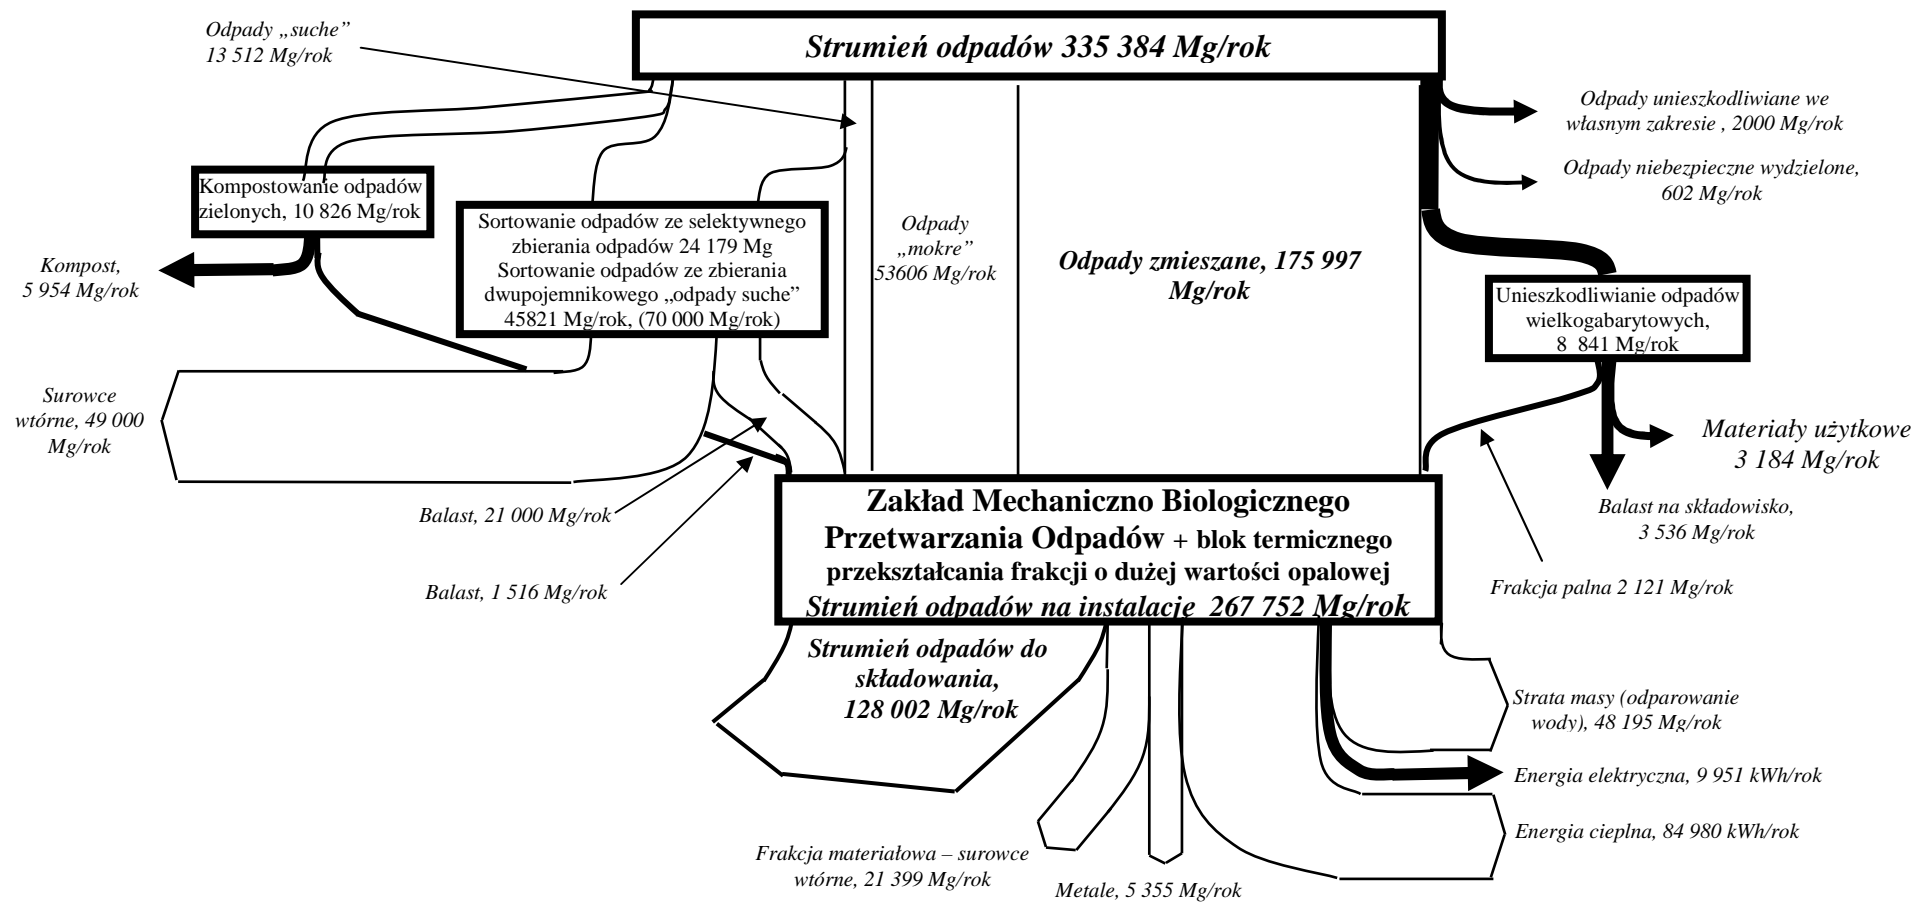 Odpady „suche”
13 512 Mg/rok
Strumień odpadów 335 384 Mg/rok
Odpady unieszkodliwiane we
własnym zakresie , 2000 Mg/rok
Odpady niebezpieczne wydzielone,
602 Mg/rok
Kompostowanie odpadów
zielonych, 10 826 Mg/rok
Sortowanie odpadów ze selektywnego
zbierania odpadów 24 179 Mg
Sortowanie odpadów ze zbierania
dwupojemnikowego „odpady suche”
45821 Mg/rok, (70 000 Mg/rok)
Odpady
„mokre”
53606 Mg/rok
Odpady zmieszane, 175 997
Mg/rok
Kompost,
5 954 Mg/rok
Unieszkodliwianie odpadów
wielkogabarytowych,
8 841 Mg/rok
Surowce
wtórne, 49 000
Mg/rok
Materiały użytkowe
3 184 Mg/rok
Balast, 21 000 Mg/rok
Balast na składowisko,
3 536 Mg/rok
Balast, 1 516 Mg/rok
Frakcja palna 2 121 Mg/rok
Zakład Mechaniczno Biologicznego
Przetwarzania Odpadów + blok termicznego
przekształcania frakcji o dużej wartości opałowej
Strumień odpadów na instalację 267 752 Mg/rok
Strumień odpadów do
składowania,
128 002 Mg/rok
Strata masy (odparowanie
wody), 48 195 Mg/rok
Energia elektryczna, 9 951 kWh/rok
Energia cieplna, 84 980 kWh/rok
Frakcja materiałowa – surowce
wtórne, 21 399 Mg/rok
Metale, 5 355 Mg/rok